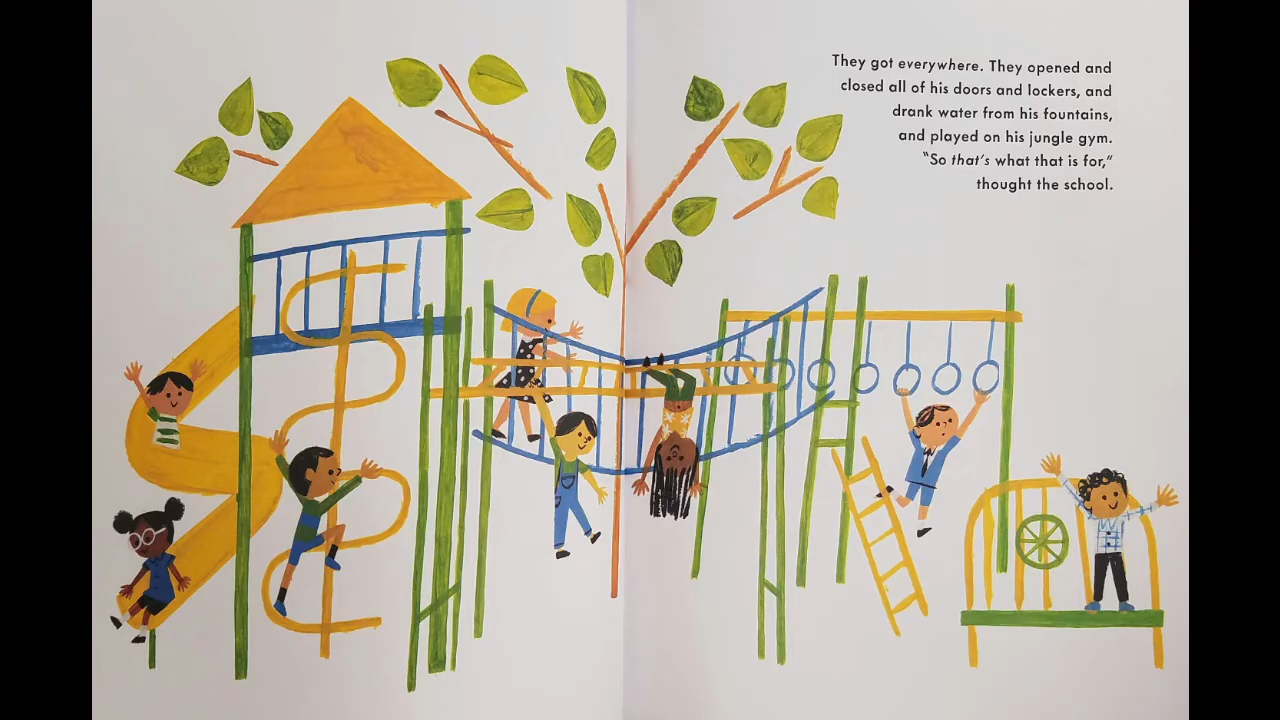 They got everywhere. They opened and
closed all of his doors and lockers, and
drank water from his fountains,
and played on his jungle gym.
"So that's what that is for,"
thought the school.